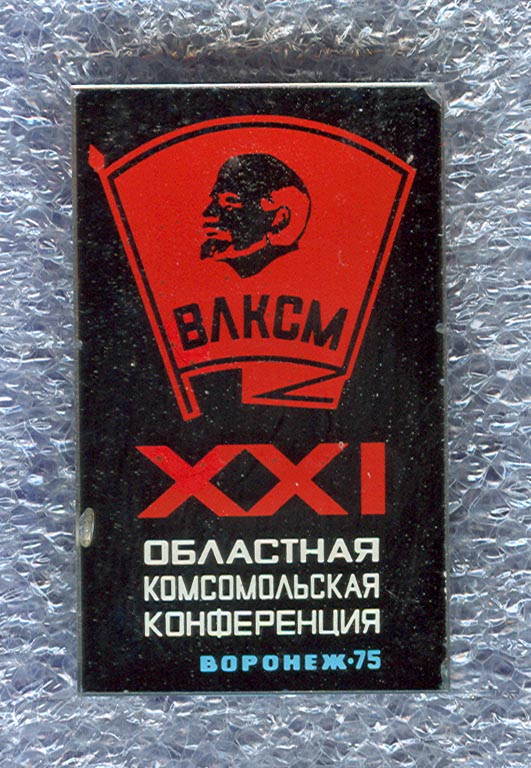 ВЛКСМ
XXI
ОБЛАСТНАЯ
КОМСОМОЛЬСКАЯ
КОНФЕРЕНЦИЯ
ВОРОНЕЖ·75